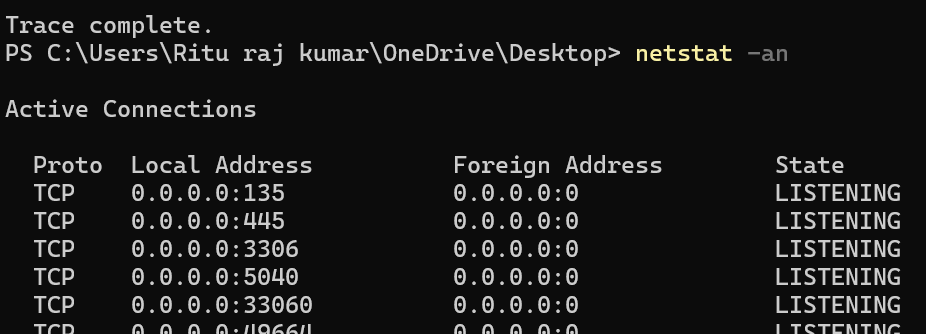 Trace complete.
PS C:\Users\Ritu raj kumar\OneDrive\Desktop> netstat -an
Active Connections
Proto  Local Address          Foreign Address        State
TCP    0.0.0.0:135            0.0.0.0:0              LISTENING
TCP    0.0.0.0:445            0.0.0.0:0              LISTENING
TCP    0.0.0.0:3306           0.0.0.0:0              LISTENING
TCP    0.0.0.0:5040           0.0.0.0:0              LISTENING
TCP    0.0.0.0:33060          0.0.0.0:0              LISTENING
TCP    0.0.0.0:49664          0.0.0.0:0              LISTENING